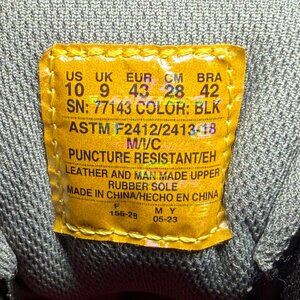 US UK EUR CM BRA
10 9 43 28 42
SN: 77143 COLOR: BLK
ASTM F2412/2413-18
M/I/C
PUNCTURE RESISTANT/EH
LEATHER AND MAN MADE UPPER
RUBBER SOLE
MADE IN CHINA/HECHO EN CHINA
F M Y
156-29 05-23